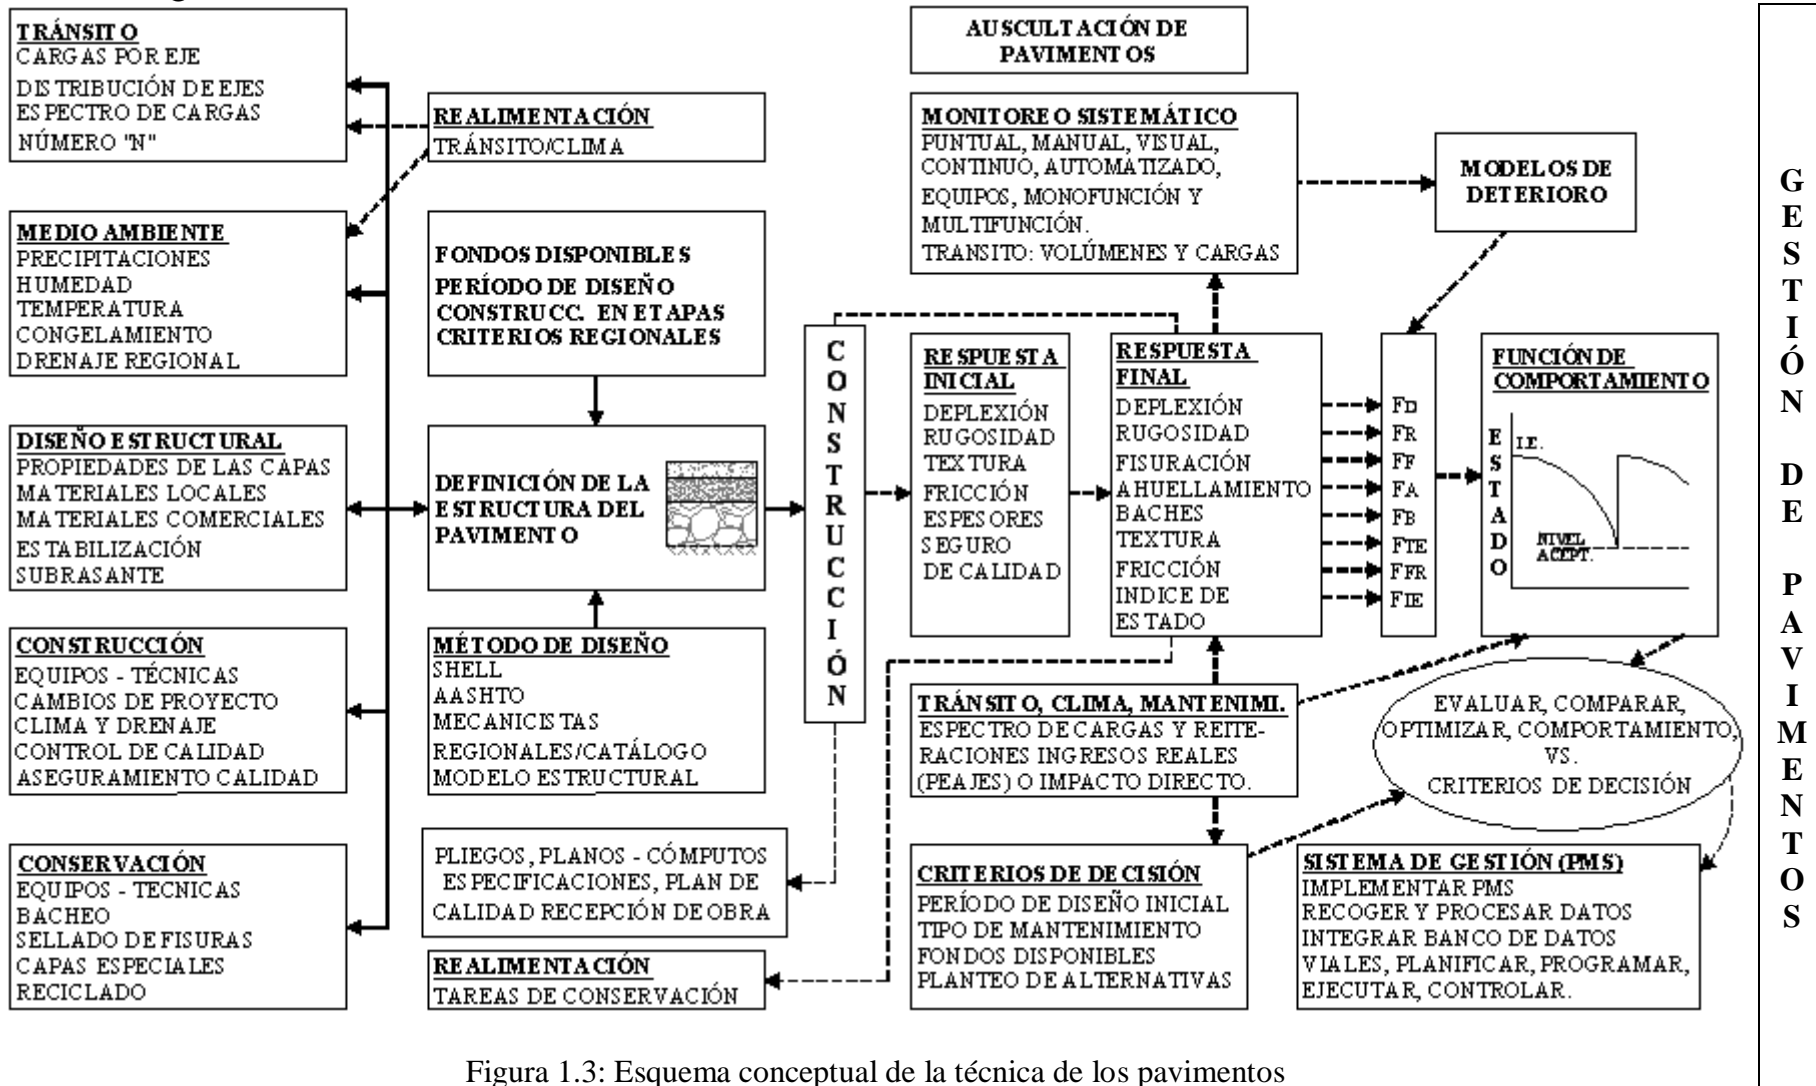 TRÁNSITO
CARGAS POR EJE
DISTRIBUCIÓN DE EJES
ESPECTRO DE CARGAS
NÚMERO "N"
MEDIO AMBIENTE
PRECIPITACIONES
HUMEDAD
TEMPERATURA
CONGELAMIENTO
DRENAJE REGIONAL
DISEÑO ESTRUCTURAL
PROPIEDADES DE LAS CAPAS
MATERIALES LOCALES
MATERIALES COMERCIALES
ESTABILIZACIÓN
SUBRASANTE
CONSTRUCCIÓN
EQUIPOS - TÉCNICAS
CAMBIOS DE PROYECTO
CLIMA Y DRENAJE
CONTROL DE CALIDAD
ASEGURAMIENTO CALIDAD
CONSERVACIÓN
EQUIPOS - TECNICAS
BACHEO
SELLADO DE FISURAS
CAPAS ESPECIALES
RECICLADO
REALIMENTACIÓN
TRÁNSITO/CLIMA
FONDOS DISPONIBLES
PERÍODO DE DISEÑO
CONSTRUCC. EN ETAPAS
CRITERIOS REGIONALES
DEFINICIÓN DE LA
ESTRUCTURA DEL
PAVIMENTO
MÉTODO DE DISEÑO
SHELL
AASHTO
MECANICISTAS
REGIONALES/CATÁLOGO
MODELO ESTRUCTURAL
PLIEGOS, PLANOS - CÓMPUTOS
ESPECIFICACIONES, PLAN DE
CALIDAD RECEPCIÓN DE OBRA
REALIMENTACIÓN
TAREAS DE CONSERVACIÓN
CONSTRUCCIÓN
AUSCULTACIÓN DE
PAVIMENTOS
MONITOREO SISTEMÁTICO
PUNTUAL, MANUAL, VISUAL,
CONTINUO, AUTOMATIZADO,
EQUIPOS, MONOFUNCIÓN Y
MULTIFUNCIÓN.
TRANSITO: VOLÚMENES Y CARGAS
MODELOS DE
DETERIORO
RESPUESTA
INICIAL
DEPLEXIÓN
RUGOSIDAD
TEXTURA
FRICCIÓN
ESPESORES
SEGURO
DE CALIDAD
RESPUESTA
FINAL
DEPLEXIÓN
RUGOSIDAD
FISURACIÓN
AHUELLAMIENTO
BACHES
TEXTURA
FRICCIÓN
INDICE DE
ESTADO
FD
FR
FF
FA
FB
FTE
FFR
FIE
FUNCIÓN DE
COMPORTAMIENTO
ESTADO
I.E.
NIVEL
ACEPT.
TRÁNSITO, CLIMA, MANTENIMI.
ESPECTRO DE CARGAS Y REITE-
RACIONES INGRESOS REALES
(PEAJES) O IMPACTO DIRECTO.
EVALUAR, COMPARAR,
OPTIMIZAR, COMPORTAMIENTO,
VS.
CRITERIOS DE DECISIÓN
CRITERIOS DE DECISIÓN
PERÍODO DE DISEÑO INICIAL
TIPO DE MANTENIMIENTO
FONDOS DISPONIBLES
PLANTEO DE ALTERNATIVAS
SISTEMA DE GESTIÓN (PMS)
IMPLEMENTAR PMS
RECOGER Y PROCESAR DATOS
INTEGRAR BANCO DE DATOS
VIALES, PLANIFICAR, PROGRAMAR,
EJECUTAR, CONTROLAR.
GESTIÓN DE PAVIMENTOS
Figura 1.3: Esquema conceptual de la técnica de los pavimentos